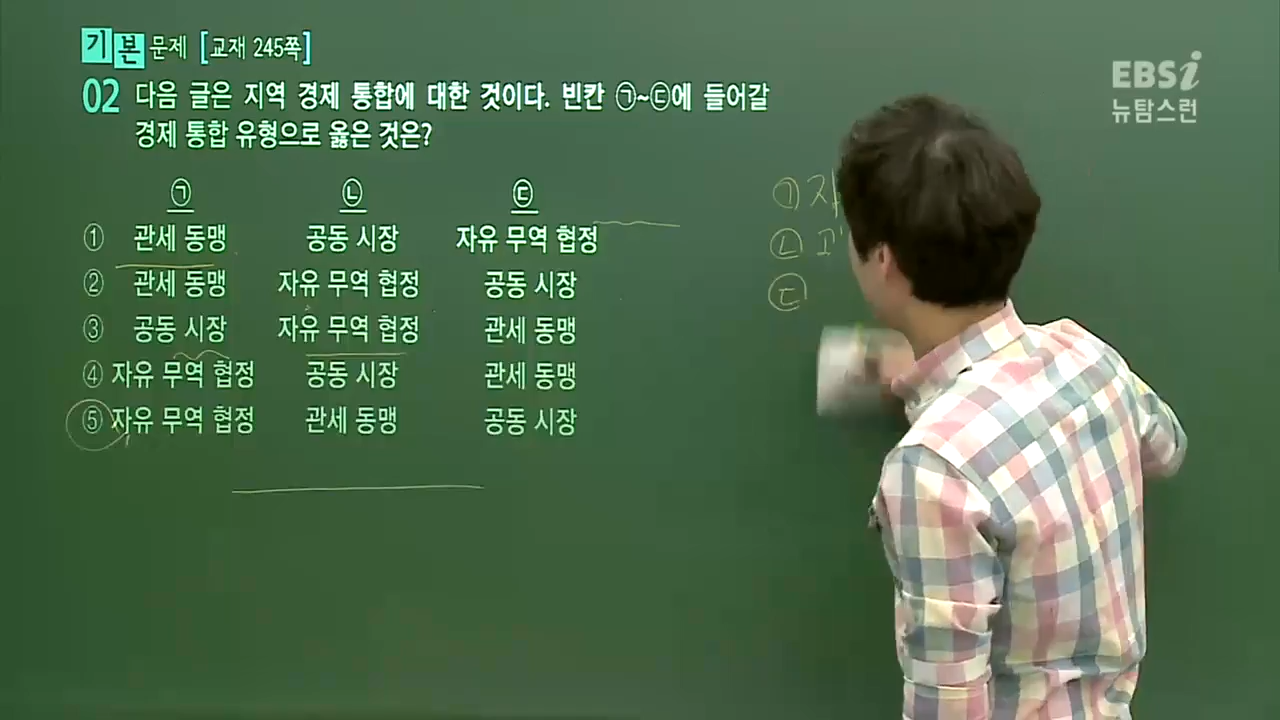 기본 문제 [교재 245쪽]
02 다음 글은 지역 경제 통합에 대한 것이다. 빈칸 ㉠~㉢에 들어갈
경제 통합 유형으로 옳은 것은?
㉠ ㉡ ㉢
① 관세 동맹 공동 시장 자유 무역 협정
② 관세 동맹 자유 무역 협정 공동 시장
③ 공동 시장 자유 무역 협정 관세 동맹
④ 자유 무역 협정 공동 시장 관세 동맹
⑤ 자유 무역 협정 관세 동맹 공동 시장
EBSi
뉴탐스런
㉠ 자
㉡
㉢